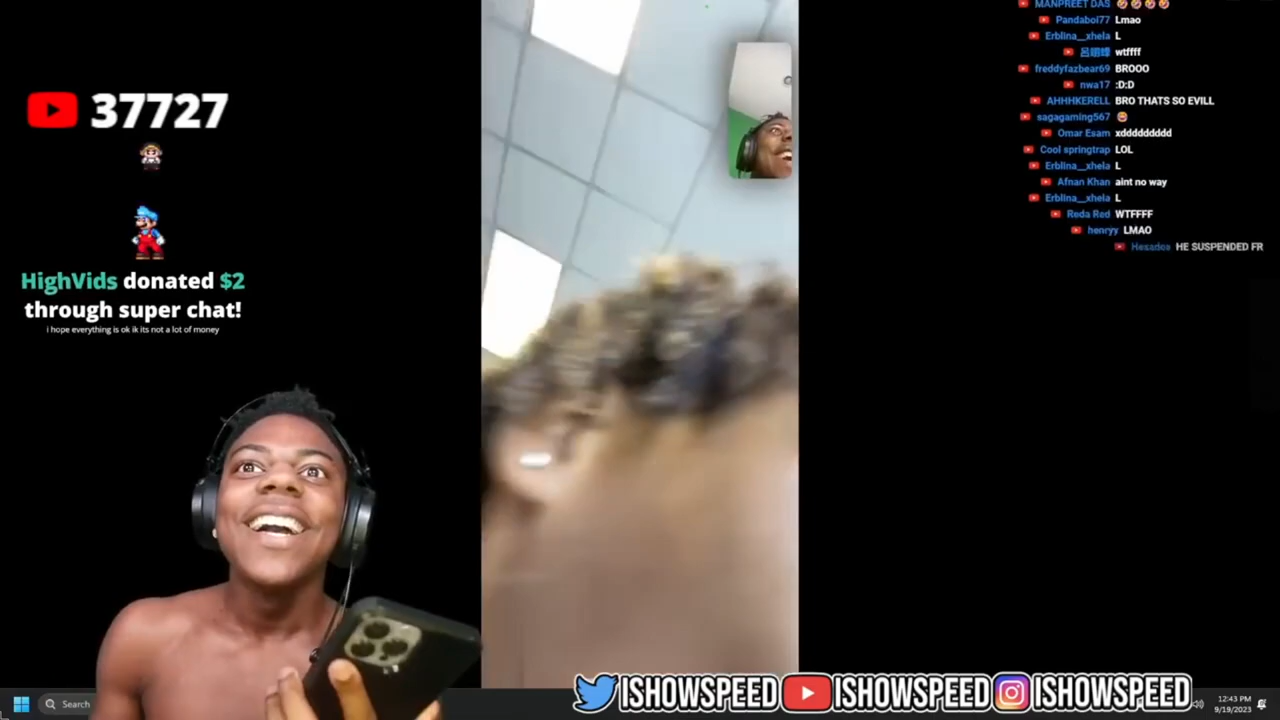 37727
HighVids donated $2
through super chat!
i hope everything is ok ik its not a lot of money
MANPREET DAS
Pandabol77 Lmao
Erblina__xhela L
wtffff
freddyfazbear69 BROOO
nwa17 :D:D
AHHHKERELL BRO THATS SO EVILL
sagagaming567
Omar Esam xddddddddd
Cool springtrap LOL
Erblina__xhela L
Afnan Khan aint no way
Erblina__xhela L
Reda Red WTFFFF
henryy LMAO
Hexados HE SUSPENDED FR
ISHOWSPEED ISHOWSPEED ISHOWSPEED
Search
12:43 PM
9/19/2023